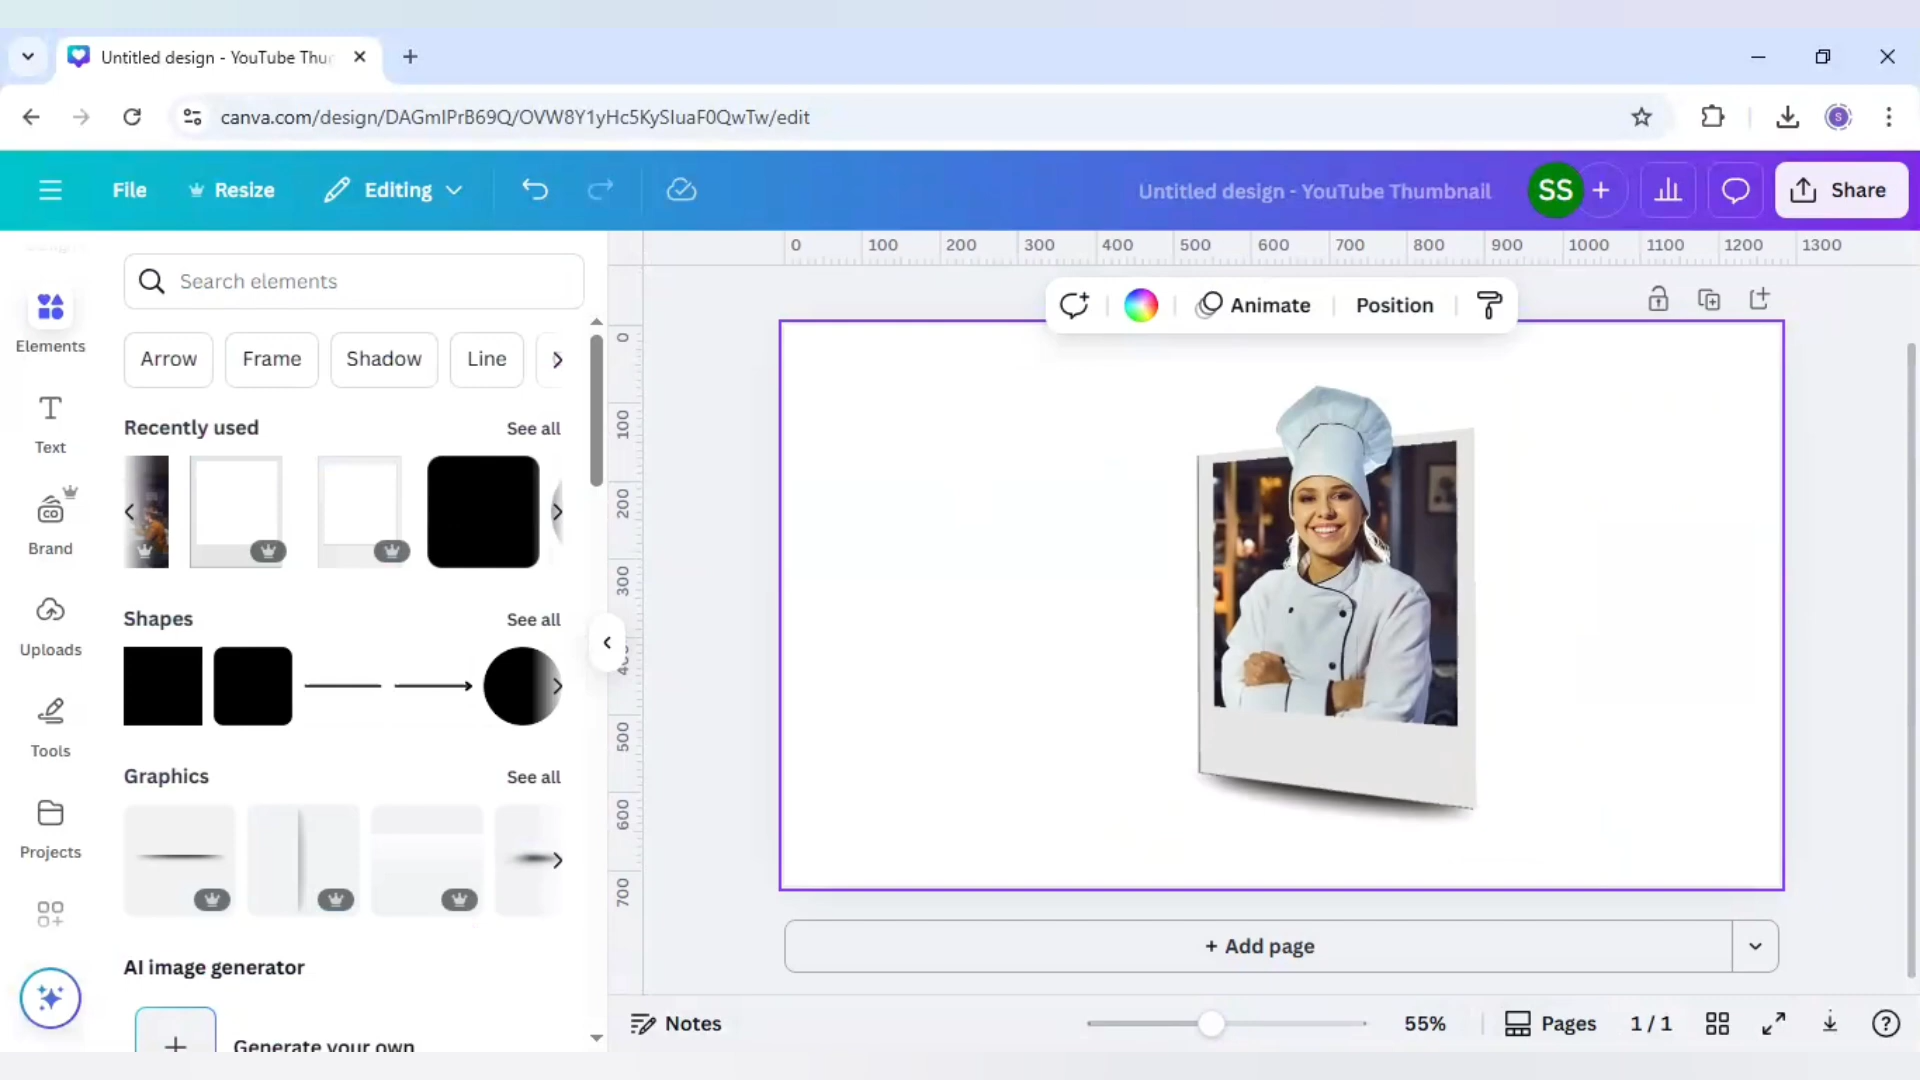 Untitled design - YouTube Thu
canva.com/design/DAGmIPrB69Q/OVW8Y1yHc5KySIuaF0QwTw/edit
File
Resize
Editing
Untitled design - YouTube Thumbnail
SS
Share
Elements
Text
Brand
Uploads
Tools
Projects
Search elements
Arrow
Frame
Shadow
Line
Recently used
See all
Shapes
See all
Graphics
See all
AI image generator
Generate your own
0 100 200 300 400 500 600 700 800 900 1000 1100 1200 1300
0
100
200
300
500
600
700
Animate
Position
+ Add page
Notes
55%
Pages
1 / 1